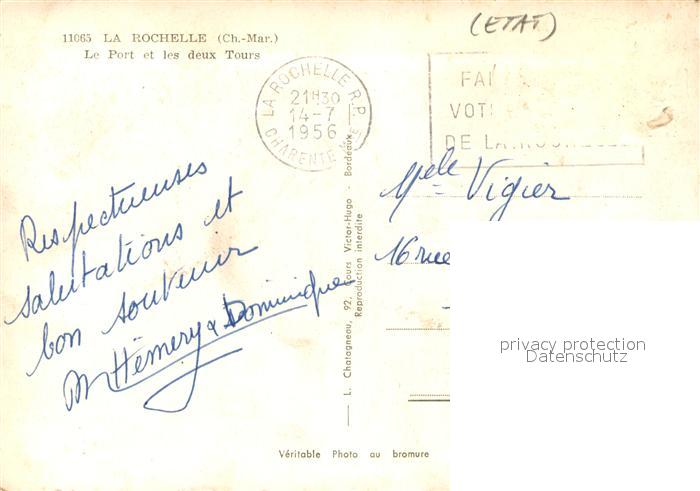 (ETAT)
11065 LA ROCHELLE (Ch.-Mar.)
Le Port et les deux Tours
LA ROCHELLE R.P.
21H30
14-7
1956
CHARENTE
FAI
VOT
DE LA ROCHELLE
Respectueuses
salutations et
bon souvenir
M Hémery & Dominique
L. Chatagneau, 92, Cours Victor-Hugo - Bordeaux
Reproduction interdite
Melle Vigier
16 rue
privacy protection
Datenschutz
Véritable Photo au bromure